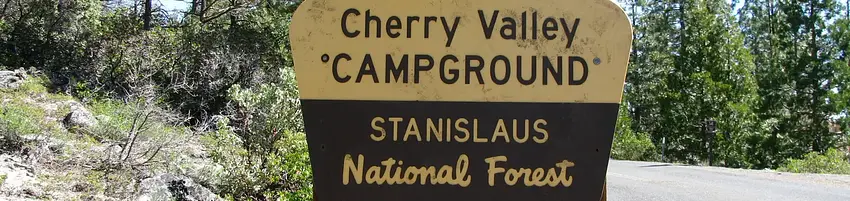 Cherry Valley
CAMPGROUND
STANISLAUS
National Forest